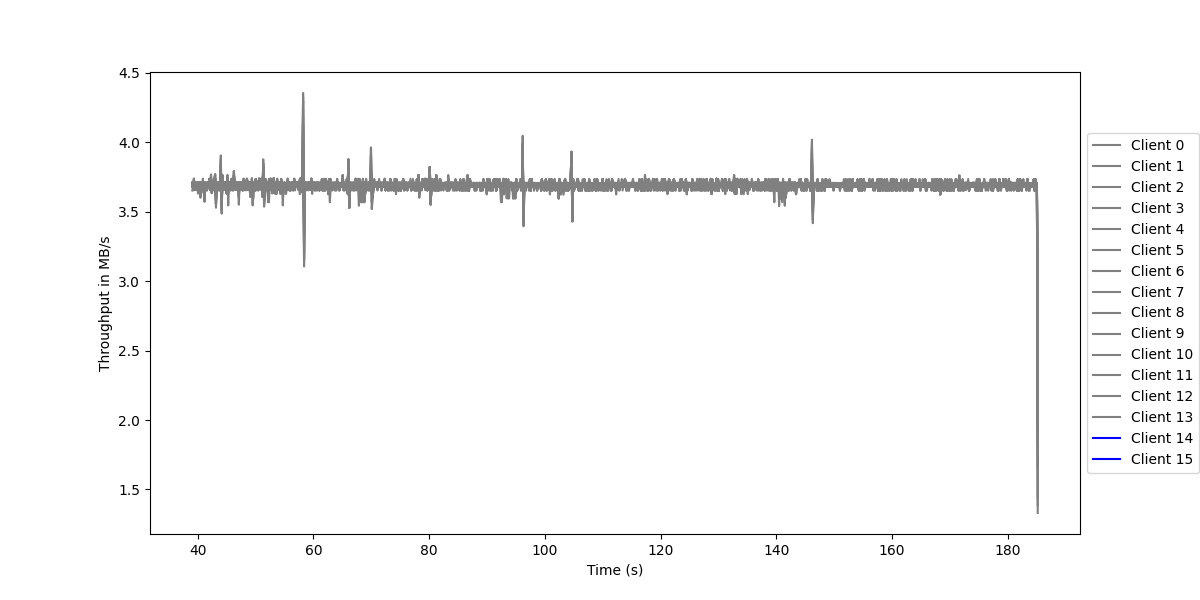 4.5
4.0
3.5
3.0
2.5
2.0
1.5
Throughput in MB/s
40 60 80 100 120 140 160 180
Time (s)
Client 0
Client 1
Client 2
Client 3
Client 4
Client 5
Client 6
Client 7
Client 8
Client 9
Client 10
Client 11
Client 12
Client 13
Client 14
Client 15